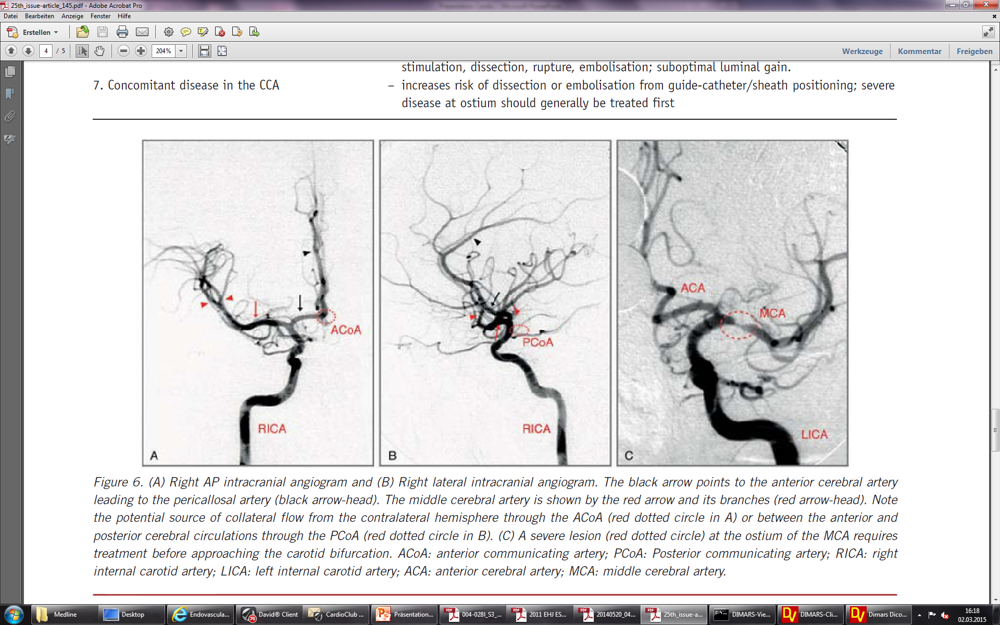 25th_issue-article_145.pdf - Adobe Acrobat Pro
Datei Bearbeiten Anzeige Fenster Hilfe
Erstellen
4 / 5 204% Werkzeuge Kommentar Freigeben
stimulation, dissection, rupture, embolisation; suboptimal luminal gain.
7. Concomitant disease in the CCA – increases risk of dissection or embolisation from guide-catheter/sheath positioning; severe
disease at ostium should generally be treated first
ACoA
RICA
A
PCoA
RICA
B
ACA
MCA
LICA
C
Figure 6. (A) Right AP intracranial angiogram and (B) Right lateral intracranial angiogram. The black arrow points to the anterior cerebral artery
leading to the pericallosal artery (black arrow-head). The middle cerebral artery is shown by the red arrow and its branches (red arrow-head). Note
the potential source of collateral flow from the contralateral hemisphere through the ACoA (red dotted circle in A) or between the anterior and
posterior cerebral circulations through the PCoA (red dotted circle in B). (C) A severe lesion (red dotted circle) at the ostium of the MCA requires
treatment before approaching the carotid bifurcation. ACoA: anterior communicating artery; PCoA: Posterior communicating artery; RICA: right
internal carotid artery; LICA: left internal carotid artery; ACA: anterior cerebral artery; MCA: middle cerebral artery.
Medline Desktop Endovascula... 70 David® Client CardioClub ... Präsentation... 004-028I_S3_... 2011 EHJ ES... 20140520_04... 25th_issue-a... DIMARS-Vie... DIMARS-Cli... Dimars Dico... 16:18
02.03.2015